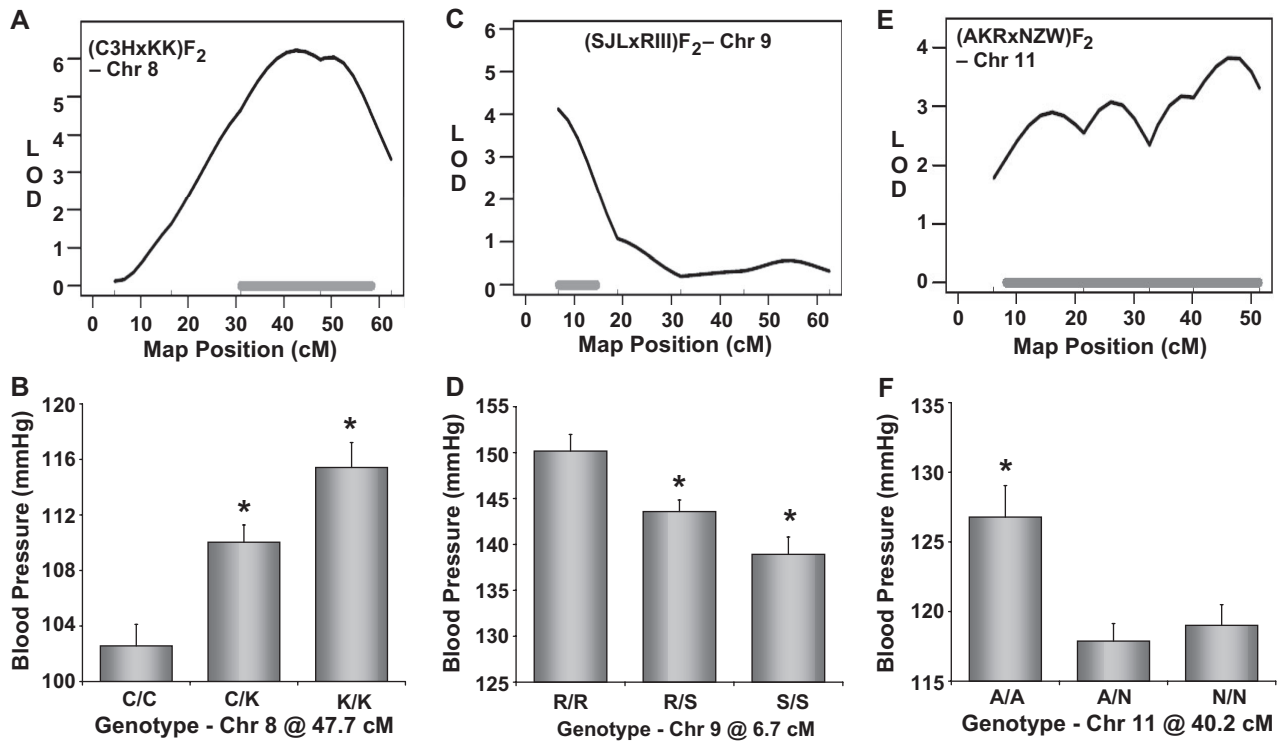 A
(C3HxKK)F2
– Chr 8
LOD
6
5
4
3
2
1
0
0 10 20 30 40 50 60
Map Position (cM)
C
(SJLxRIII)F2– Chr 9
LOD
6
5
4
3
2
1
0
0 10 20 30 40 50 60
Map Position (cM)
E
(AKRxNZW)F2
– Chr 11
LOD
4
3
2
1
0
0 10 20 30 40 50
Map Position (cM)
B
Blood Pressure (mmHg)
120
116
112
108
104
100
* *
C/C C/K K/K
Genotype - Chr 8 @ 47.7 cM
D
Blood Pressure (mmHg)
155
150
145
140
135
130
125
* *
R/R R/S S/S
Genotype - Chr 9 @ 6.7 cM
F
Blood Pressure (mmHg)
135
130
125
120
115
*
A/A A/N N/N
Genotype - Chr 11 @ 40.2 cM